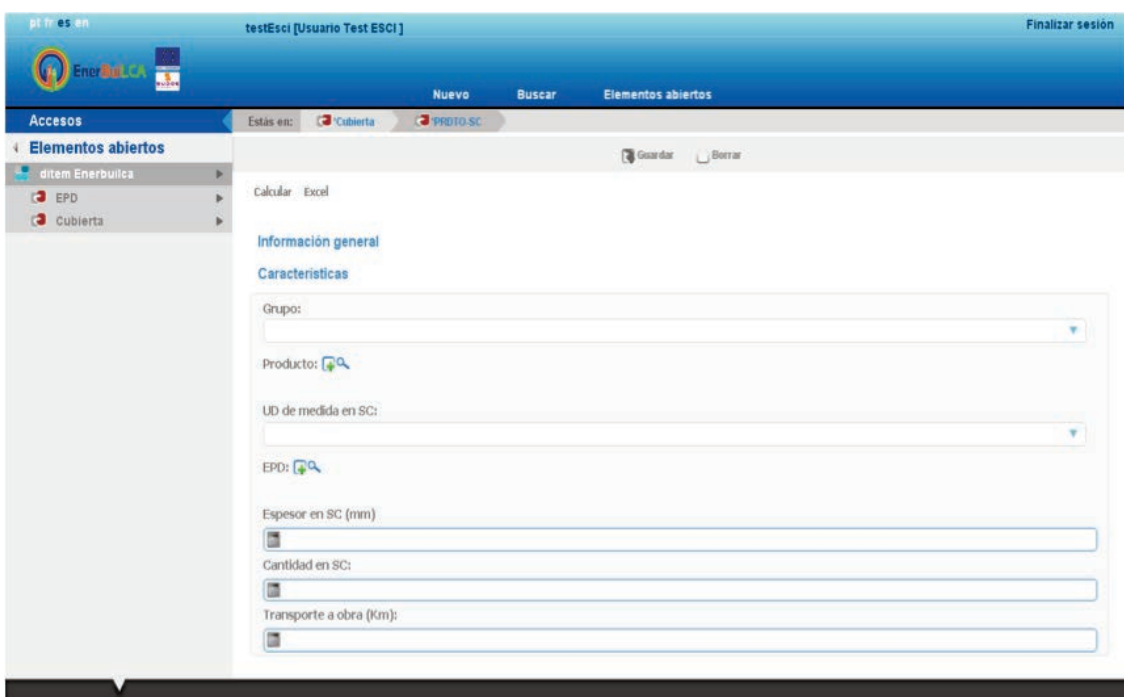 pt fr es en
testEsci [Usuario Test ESCI ]
Finalizar sesión
EnerBuiLCA
SUDOE
Nuevo Buscar Elementos abiertos
Accesos
Estás en: *Cubierta *PRDTO-SC
Elementos abiertos
Guardar Borrar
ditem Enerbuilca
Calcular Excel
EPD
Cubierta
Información general
Características
Grupo:
Producto:
UD de medida en SC:
EPD:
Espesor en SC (mm)
Cantidad en SC:
Transporte a obra (Km):